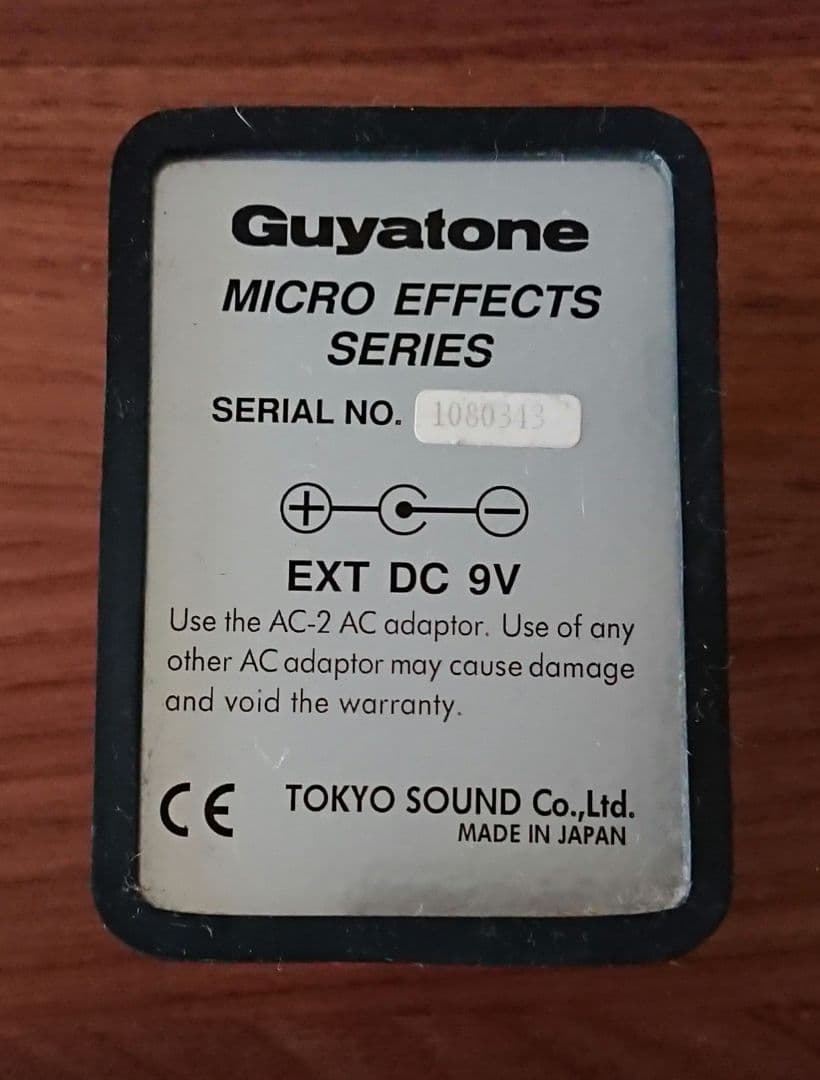 Guyatone
MICRO EFFECTS
SERIES
SERIAL NO. 1080343
EXT DC 9V
Use the AC-2 AC adaptor. Use of any
other AC adaptor may cause damage
and void the warranty.
CE TOKYO SOUND Co.,Ltd.
MADE IN JAPAN